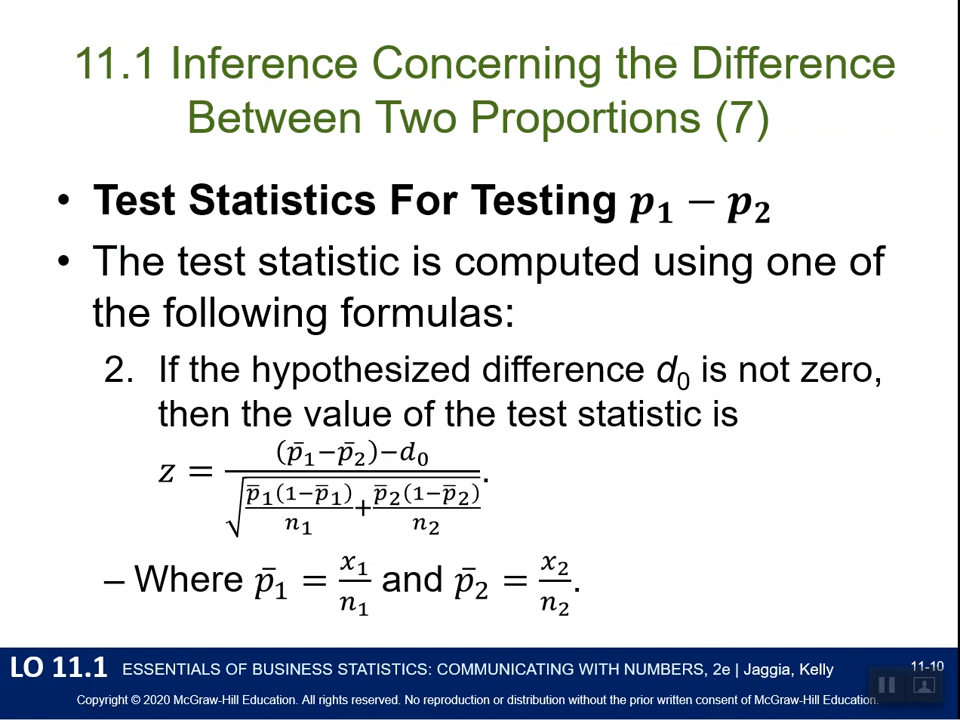 11.1 Inference Concerning the Difference
Between Two Proportions (7)
• Test Statistics For Testing p₁ − p₂
• The test statistic is computed using one of
the following formulas:
2. If the hypothesized difference d₀ is not zero,
then the value of the test statistic is
z = ((p̄₁−p̄₂)−d₀) / √(p̄₁(1−p̄₁)/n₁ + p̄₂(1−p̄₂)/n₂).
– Where p̄₁ = x₁/n₁ and p̄₂ = x₂/n₂.
LO 11.1 ESSENTIALS OF BUSINESS STATISTICS: COMMUNICATING WITH NUMBERS, 2e | Jaggia, Kelly 11-10
Copyright © 2020 McGraw-Hill Education. All rights reserved. No reproduction or distribution without the prior written consent of McGraw-Hill Education.